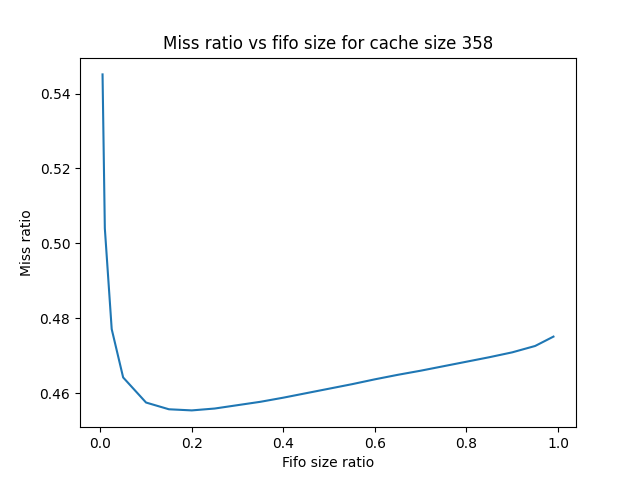 Miss ratio vs fifo size for cache size 358
0.54
0.52
0.50
0.48
0.46
Miss ratio
0.0 0.2 0.4 0.6 0.8 1.0
Fifo size ratio